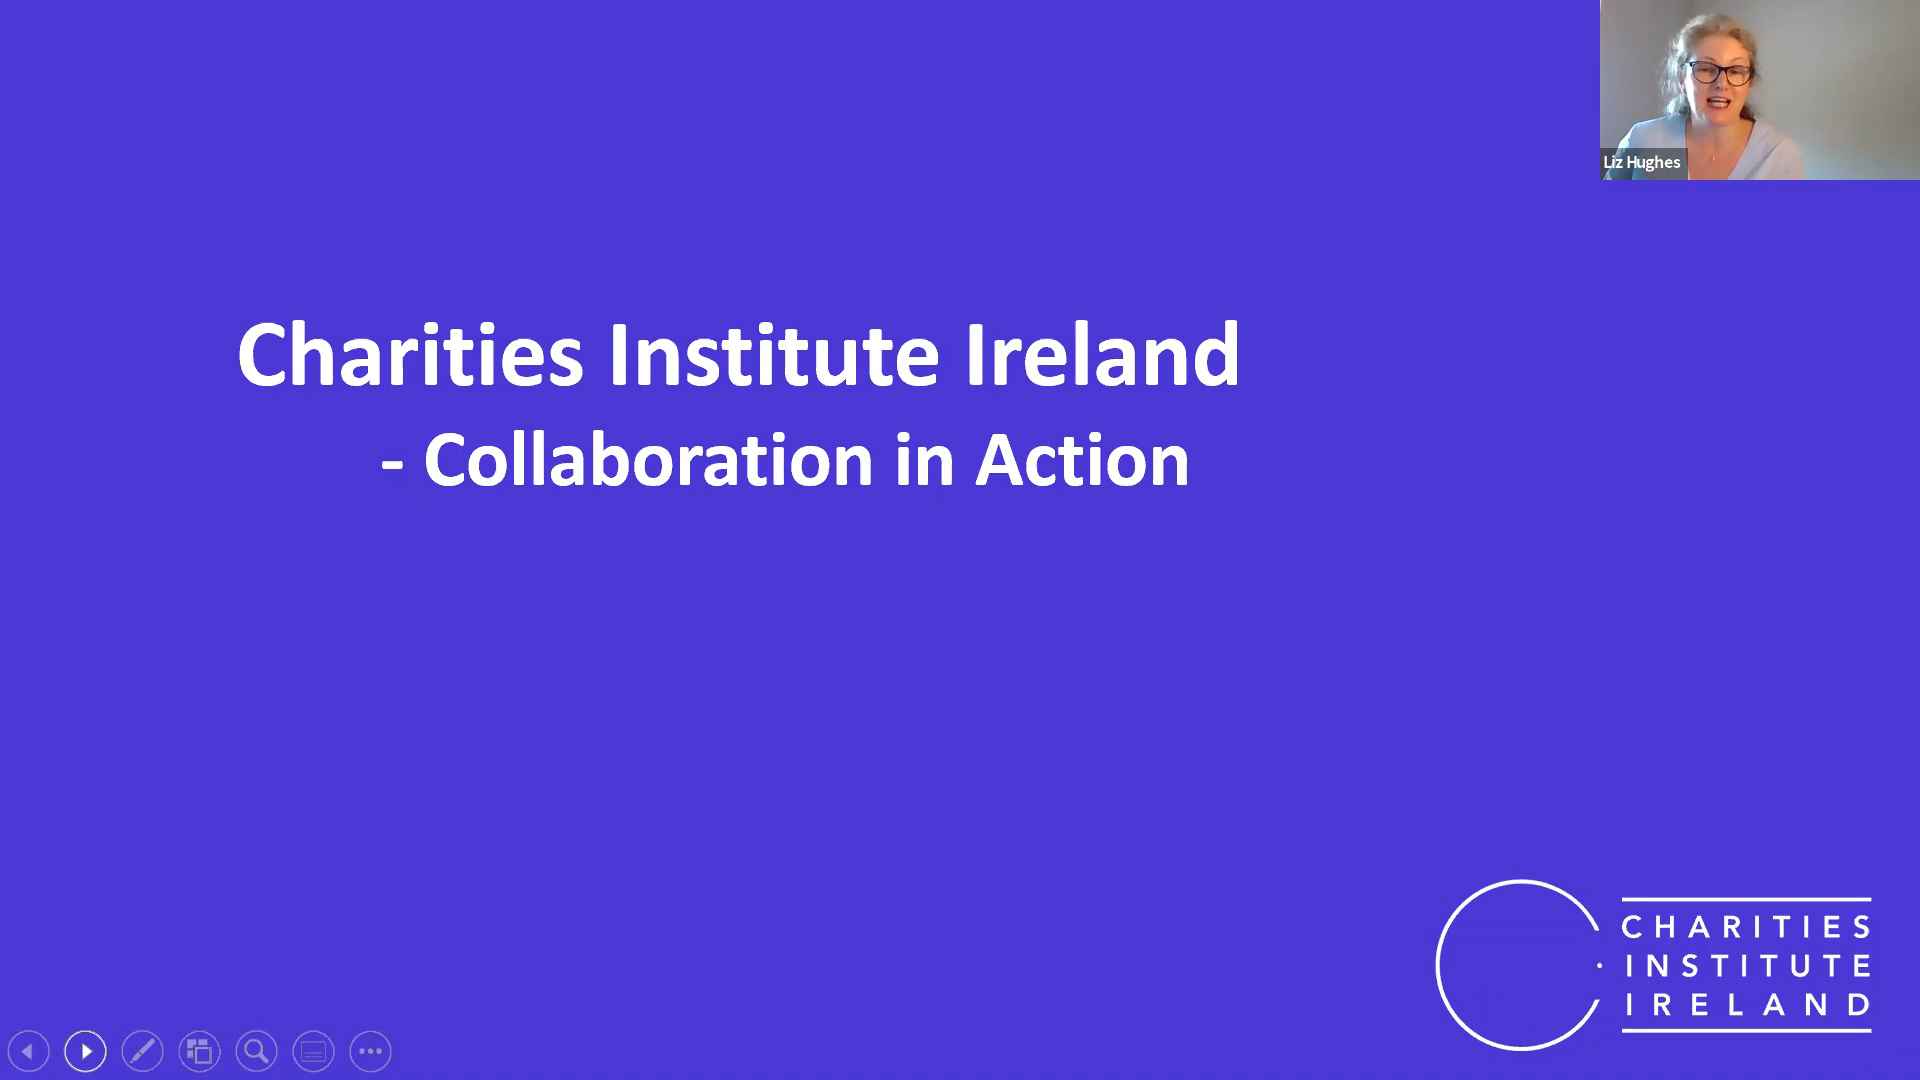 Liz Hughes
Charities Institute Ireland
- Collaboration in Action
CHARITIES
INSTITUTE
IRELAND